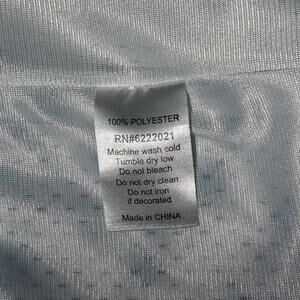 100% POLYESTER
RN#6222021
Machine wash cold
Tumble dry low
Do not bleach
Do not dry clean
Do not iron
if decorated
Made in CHINA